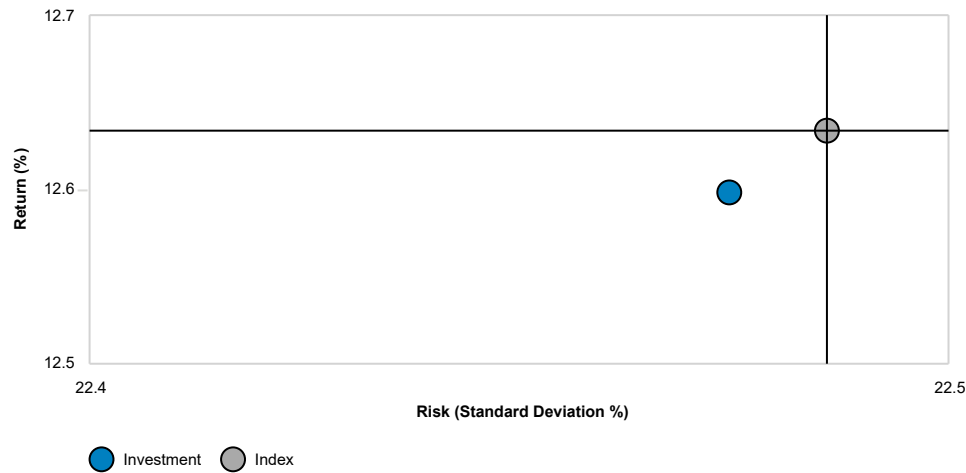 12.7
Return (%)
12.6
12.5
22.4
22.5
Risk (Standard Deviation %)
Investment
Index